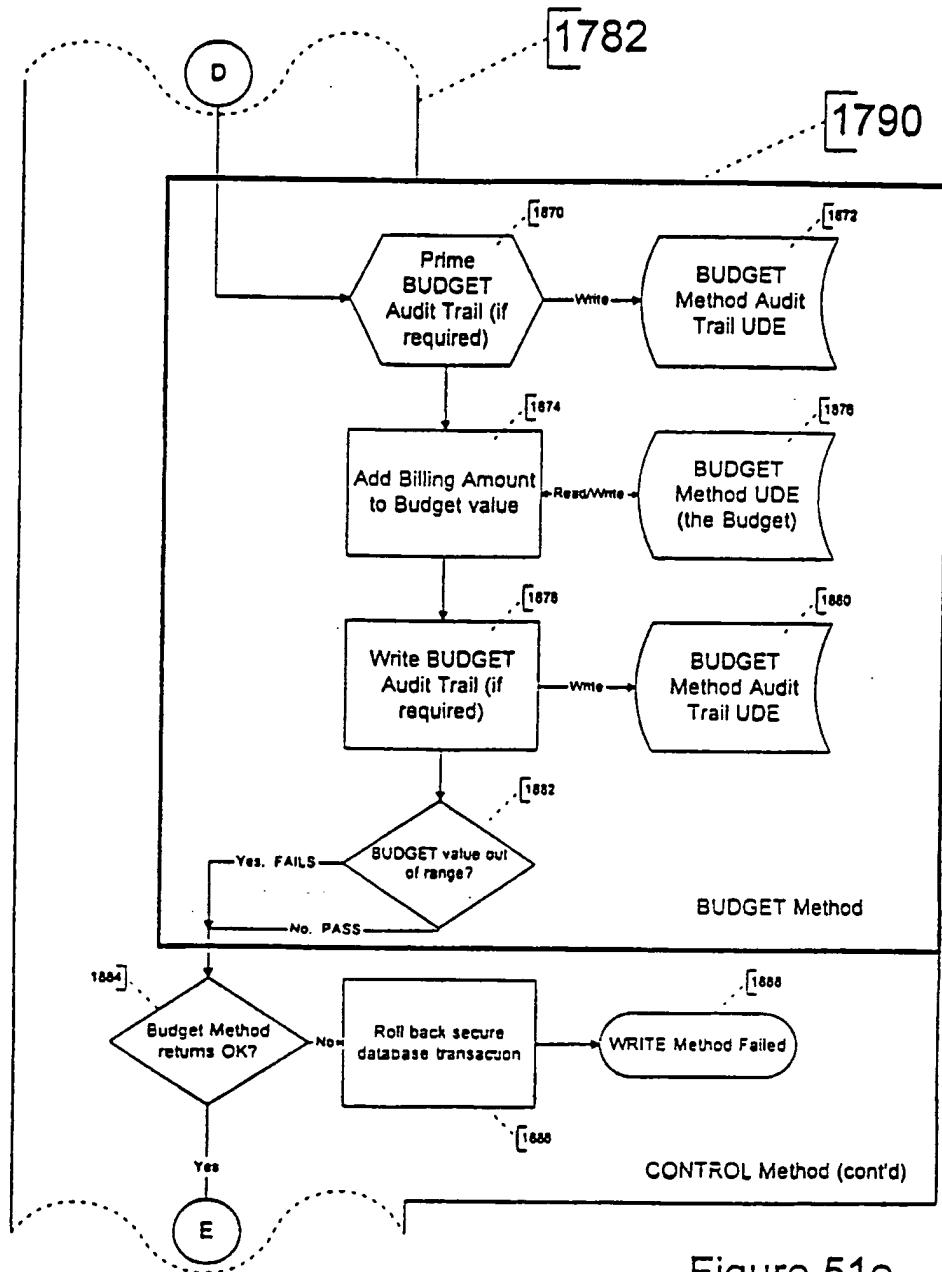 1782
D
1790
1870
Prime
BUDGET
Audit Trail (if
required)
Write
1872
BUDGET
Method Audit
Trail UDE
1874
Add Billing Amount
to Budget value
Read/Write
1876
BUDGET
Method UDE
(the Budget)
1878
Write BUDGET
Audit Trail (if
required)
Write
1880
BUDGET
Method Audit
Trail UDE
1882
BUDGET value out
of range?
Yes. FAILS
No. PASS
BUDGET Method
1884
Budget Method
returns OK?
No
Roll back secure
database transaction
1886
1888
WRITE Method Failed
Yes
CONTROL Method (cont'd)
E
Figure 51e